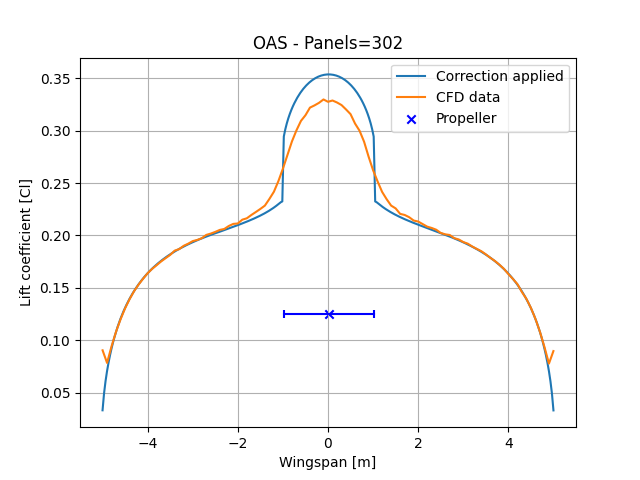 OAS - Panels=302
Correction applied
CFD data
Propeller
Lift coefficient [Cl]
0.35
0.30
0.25
0.20
0.15
0.10
0.05
−4
−2
0
2
4
Wingspan [m]